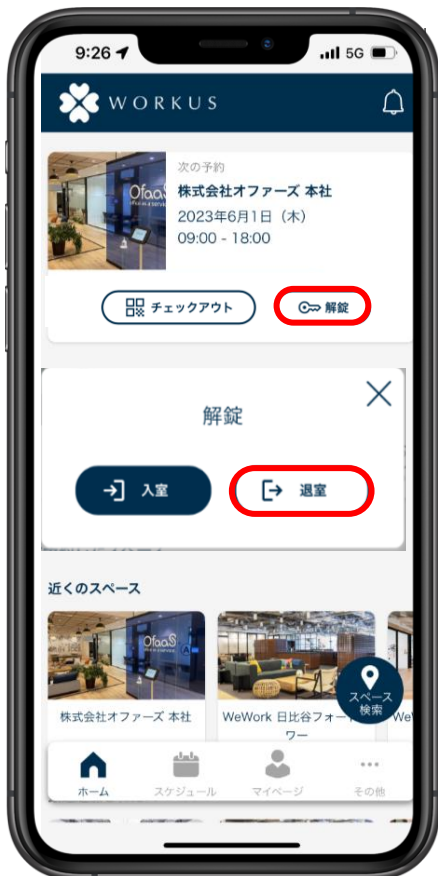 9:26
5G
WORKUS
次の予約
株式会社オファーズ 本社
2023年6月1日（木）
09:00 - 18:00
OfaaS
チェックアウト
解錠
解錠
入室
退室
近くのスペース
OfaaS
株式会社オファーズ 本社
WeWork 日比谷フォー
ワー
We
スペース
検索
ホーム
スケジュール
マイページ
その他